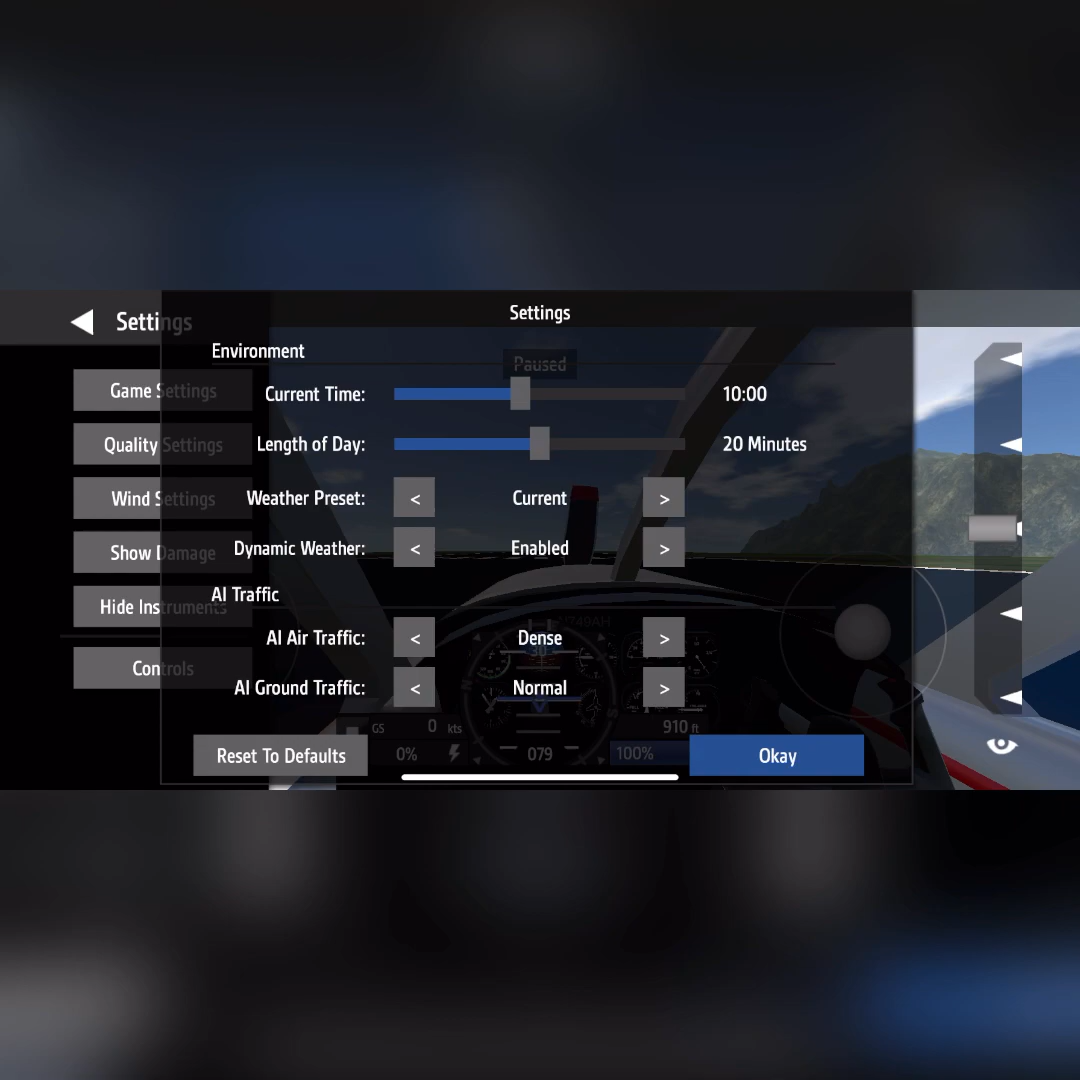 Settings
Settings
Paused
Environment
Game Settings
Current Time:
10:00
Quality Settings
Length of Day:
20 Minutes
Wind Settings
Weather Preset:
<
Current
>
Show Damage
Dynamic Weather:
<
Enabled
>
Hide Instruments
AI Traffic
AI Air Traffic:
<
Dense
>
Controls
AI Ground Traffic:
<
Normal
>
GS 0 kts
910 ft
Reset To Defaults
0%
079
100%
Okay